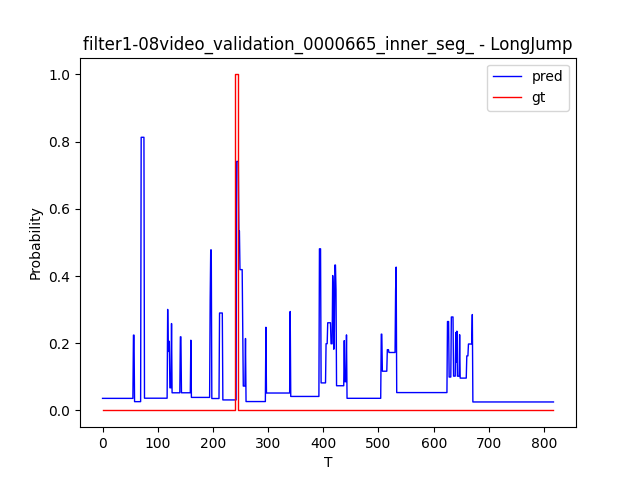 filter1-08video_validation_0000665_inner_seg_ - LongJump
pred
gt
Probability
1.0
0.8
0.6
0.4
0.2
0.0
0 100 200 300 400 500 600 700 800
T